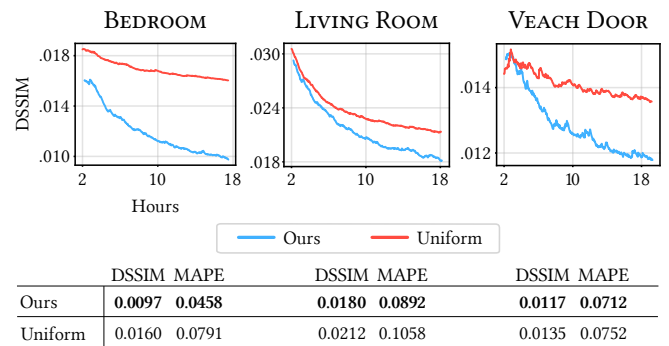 BEDROOM LIVING ROOM VEACH DOOR
DSSIM
.018
.014
.010
2 10 18
Hours
.030
.024
.018
2 10 18
.014
.012
2 10 18
Ours Uniform
DSSIM MAPE DSSIM MAPE DSSIM MAPE
Ours 0.0097 0.0458 0.0180 0.0892 0.0117 0.0712
Uniform 0.0160 0.0791 0.0212 0.1058 0.0135 0.0752